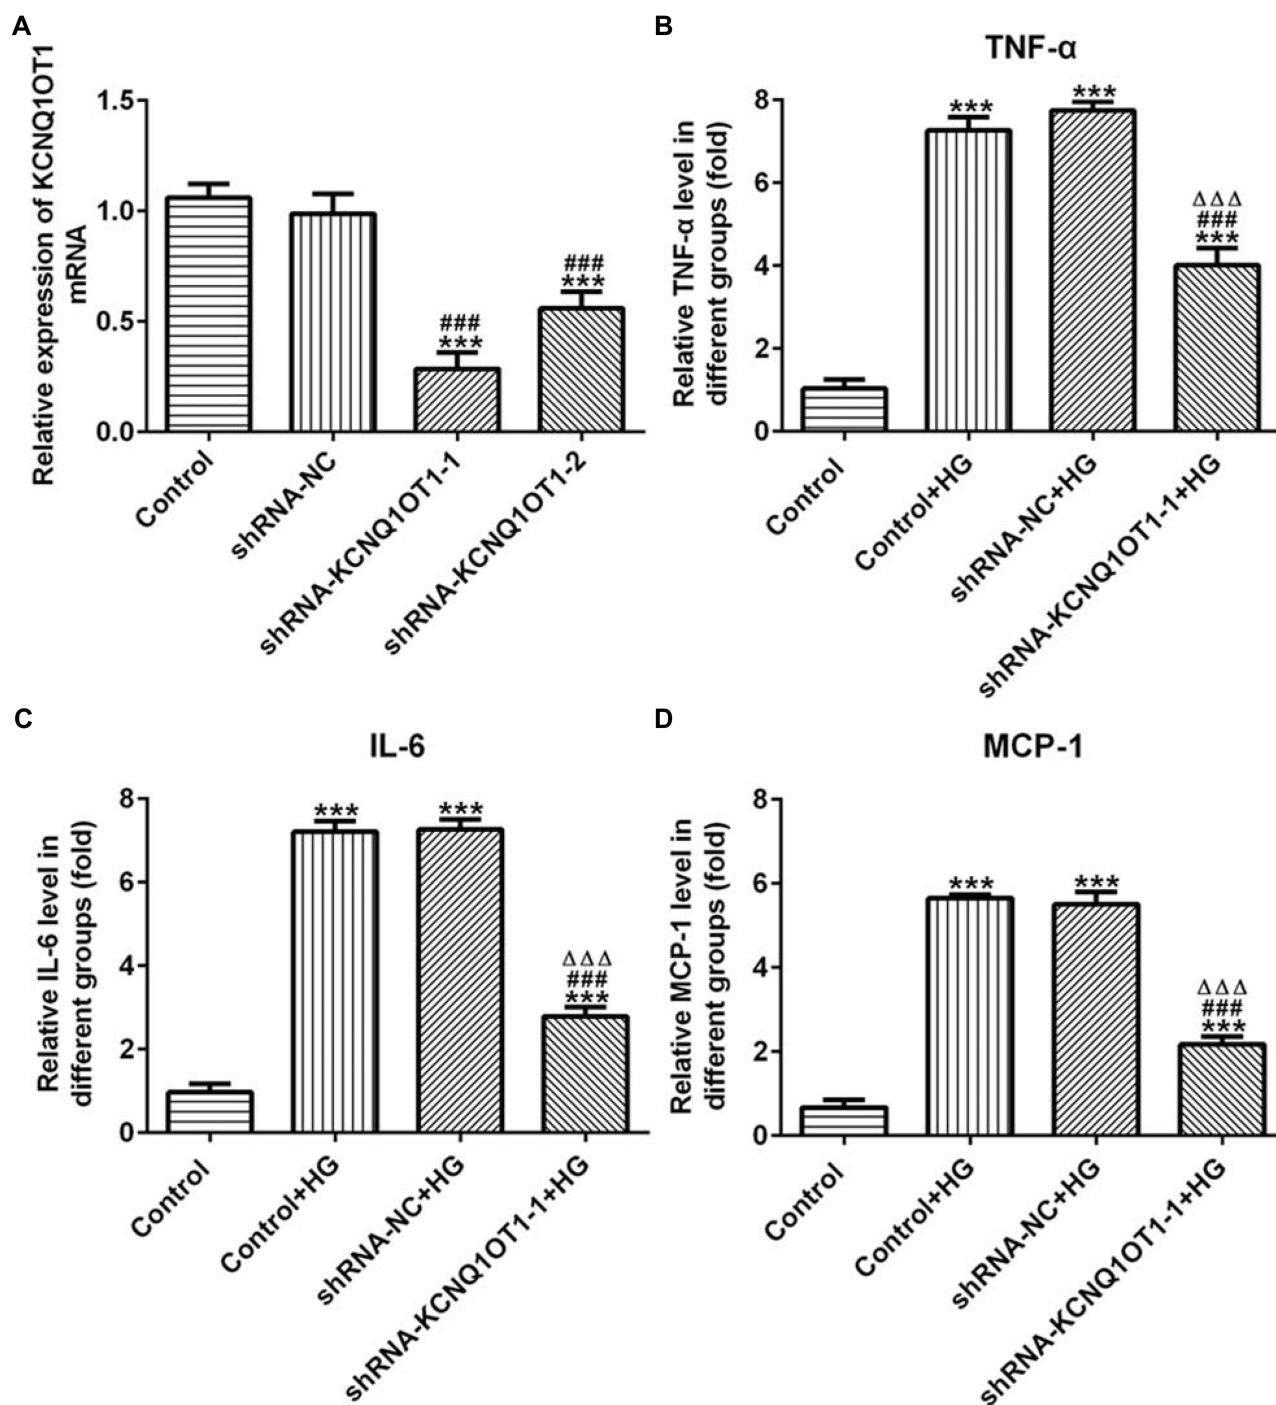 A
Relative expression of KCNQ1OT1
mRNA
1.5
1.0
0.5
0.0
###
***
###
***
Control
shRNA-NC
shRNA-KCNQ1OT1-1
shRNA-KCNQ1OT1-2
B
TNF-α
Relative TNF-α level in
different groups (fold)
8
6
4
2
0
***
***
ΔΔΔ
###
***
Control
Control+HG
shRNA-NC+HG
shRNA-KCNQ1OT1-1+HG
C
IL-6
Relative IL-6 level in
different groups (fold)
8
6
4
2
0
***
***
ΔΔΔ
###
***
Control
Control+HG
shRNA-NC+HG
shRNA-KCNQ1OT1-1+HG
D
MCP-1
Relative MCP-1 level in
different groups (fold)
8
6
4
2
0
***
***
ΔΔΔ
###
***
Control
Control+HG
shRNA-NC+HG
shRNA-KCNQ1OT1-1+HG